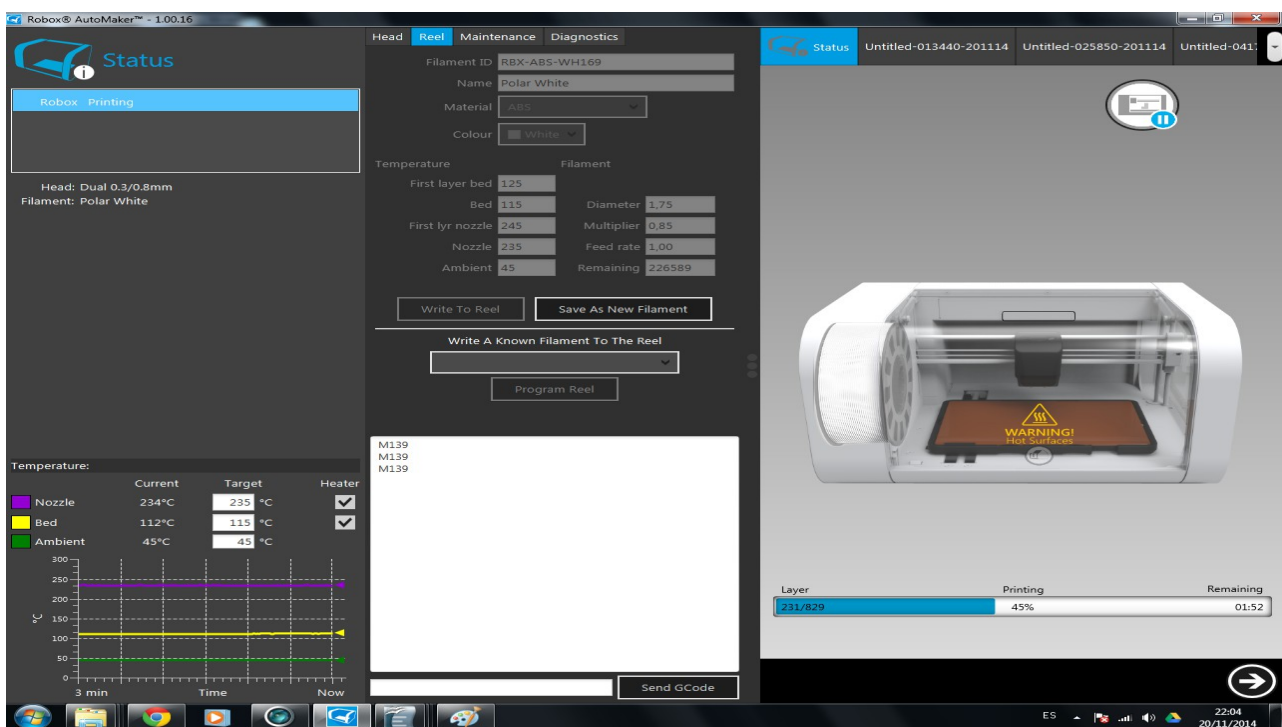 Robox® AutoMaker™ - 1.00.16
Status
Robox Printing
Head: Dual 0.3/0.8mm
Filament: Polar White
Temperature:
Current Target Heater
Nozzle 234°C 235 °C
Bed 112°C 115 °C
Ambient 45°C 45 °C
300
250
200
150
100
50
0
°C
3 min Time Now
Head Reel Maintenance Diagnostics
Filament ID RBX-ABS-WH169
Name Polar White
Material ABS
Colour White
Temperature Filament
First layer bed 125
Bed 115 Diameter 1,75
First lyr nozzle 245 Multiplier 0,85
Nozzle 235 Feed rate 1,00
Ambient 45 Remaining 226589
Write To Reel Save As New Filament
Write A Known Filament To The Reel
Program Reel
M139
M139
M139
Send GCode
Status Untitled-013440-201114 Untitled-025850-201114 Untitled-041
WARNING!
Hot Surfaces
Layer Printing Remaining
231/829 45% 01:52
ES 22:04
20/11/2014